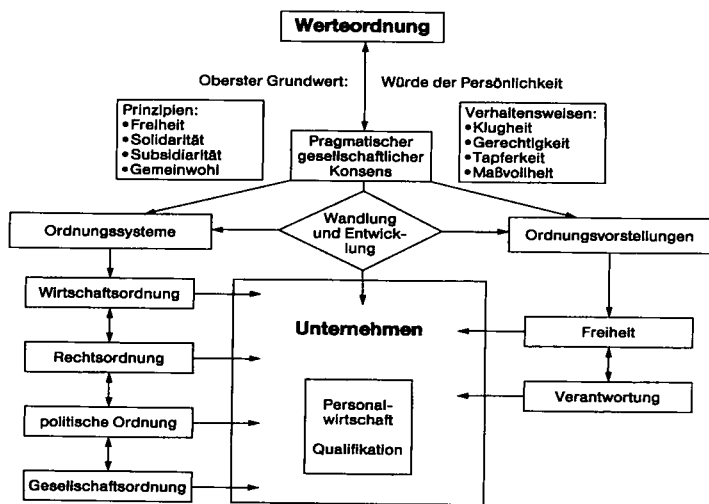 Werteordnung
Oberster Grundwert: Würde der Persönlichkeit
Prinzipien:
•Freiheit
•Solidarität
•Subsidiarität
•Gemeinwohl
Verhaltensweisen:
•Klugheit
•Gerechtigkeit
•Tapferkeit
•Maßvollheit
Pragmatischer
gesellschaftlicher
Konsens
Ordnungssysteme
Wandlung
und Entwick-
lung
Ordnungsvorstellungen
Wirtschaftsordnung
Rechtsordnung
politische Ordnung
Gesellschaftsordnung
Unternehmen
Personal-
wirtschaft
Qualifikation
Freiheit
Verantwortung